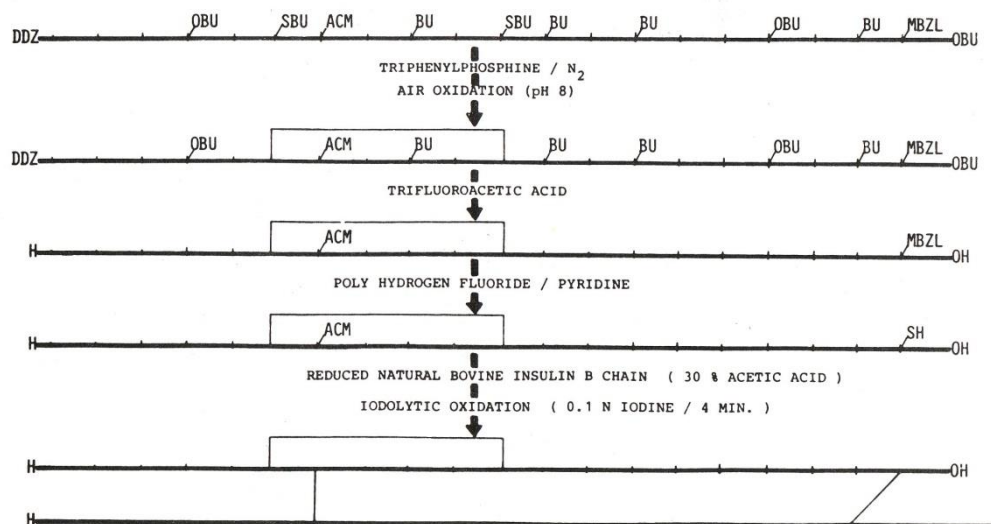 OBU SBU ACM BU SBU BU BU OBU BU MBZL
DDZ OBU
TRIPHENYLPHOSPHINE / N2
AIR OXIDATION (pH 8)
OBU ACM BU BU BU OBU BU MBZL
DDZ OBU
TRIFLUOROACETIC ACID
ACM MBZL
H OH
POLY HYDROGEN FLUORIDE / PYRIDINE
ACM SH
H OH
REDUCED NATURAL BOVINE INSULIN B CHAIN ( 30 % ACETIC ACID )
IODOLYTIC OXIDATION ( 0.1 N IODINE / 4 MIN. )
H OH
H